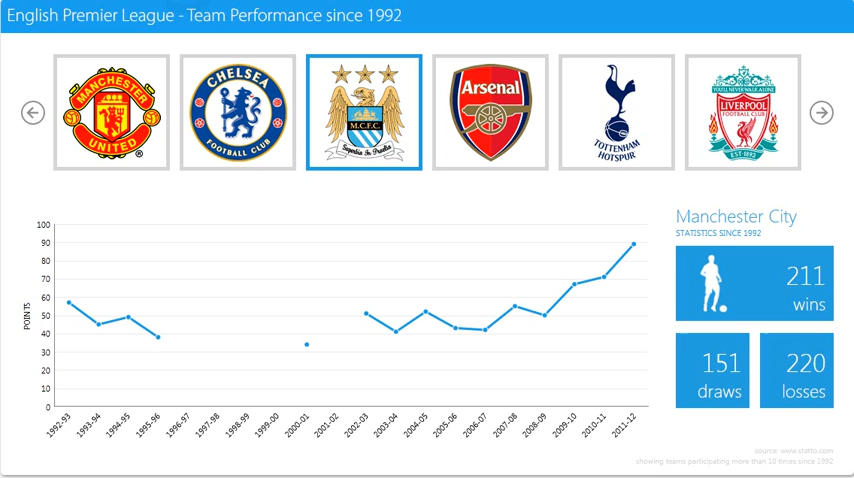 English Premier League - Team Performance since 1992
MANCHESTER
UNITED
®
CHELSEA
FOOTBALL CLUB
M.C.F.C.
Superbia In Proelia
Arsenal
TOTTENHAM
HOTSPUR
YOU'LL NEVER WALK ALONE
LIVERPOOL
FOOTBALL CLUB
EST·1892
Manchester City
STATISTICS SINCE 1992
211
wins
151
draws
220
losses
POINTS
100
90
80
70
60
50
40
30
20
10
0
1992-93
1993-94
1994-95
1995-96
1996-97
1997-98
1998-99
1999-00
2000-01
2001-02
2002-03
2003-04
2004-05
2005-06
2006-07
2007-08
2008-09
2009-10
2010-11
2011-12
source: www.statto.com
showing teams participating more than 10 times since 1992